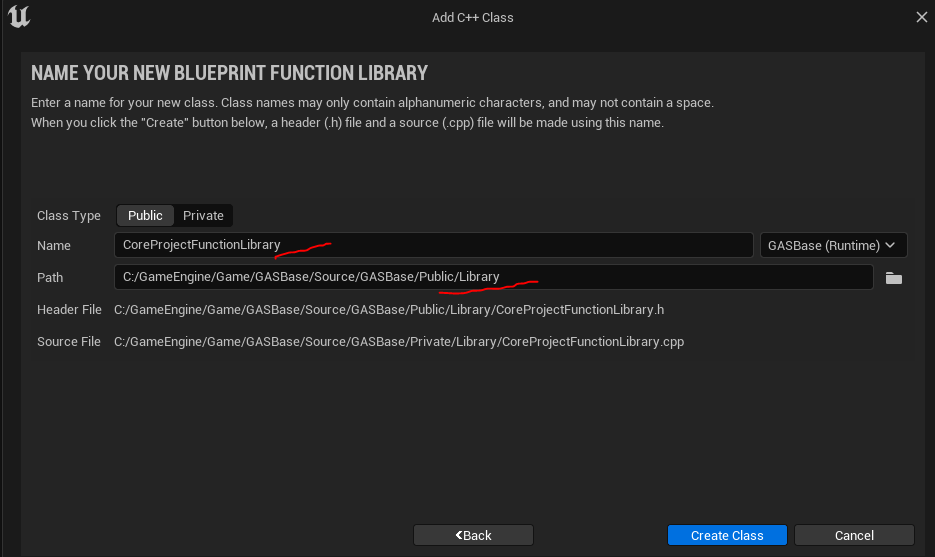 Add C++ Class
NAME YOUR NEW BLUEPRINT FUNCTION LIBRARY
Enter a name for your new class. Class names may only contain alphanumeric characters, and may not contain a space.
When you click the "Create" button below, a header (.h) file and a source (.cpp) file will be made using this name.
Class Type Public Private
Name CoreProjectFunctionLibrary GASBase (Runtime)
Path C:/GameEngine/Game/GASBase/Source/GASBase/Public/Library
Header File C:/GameEngine/Game/GASBase/Source/GASBase/Public/Library/CoreProjectFunctionLibrary.h
Source File C:/GameEngine/Game/GASBase/Source/GASBase/Private/Library/CoreProjectFunctionLibrary.cpp
Back Create Class Cancel